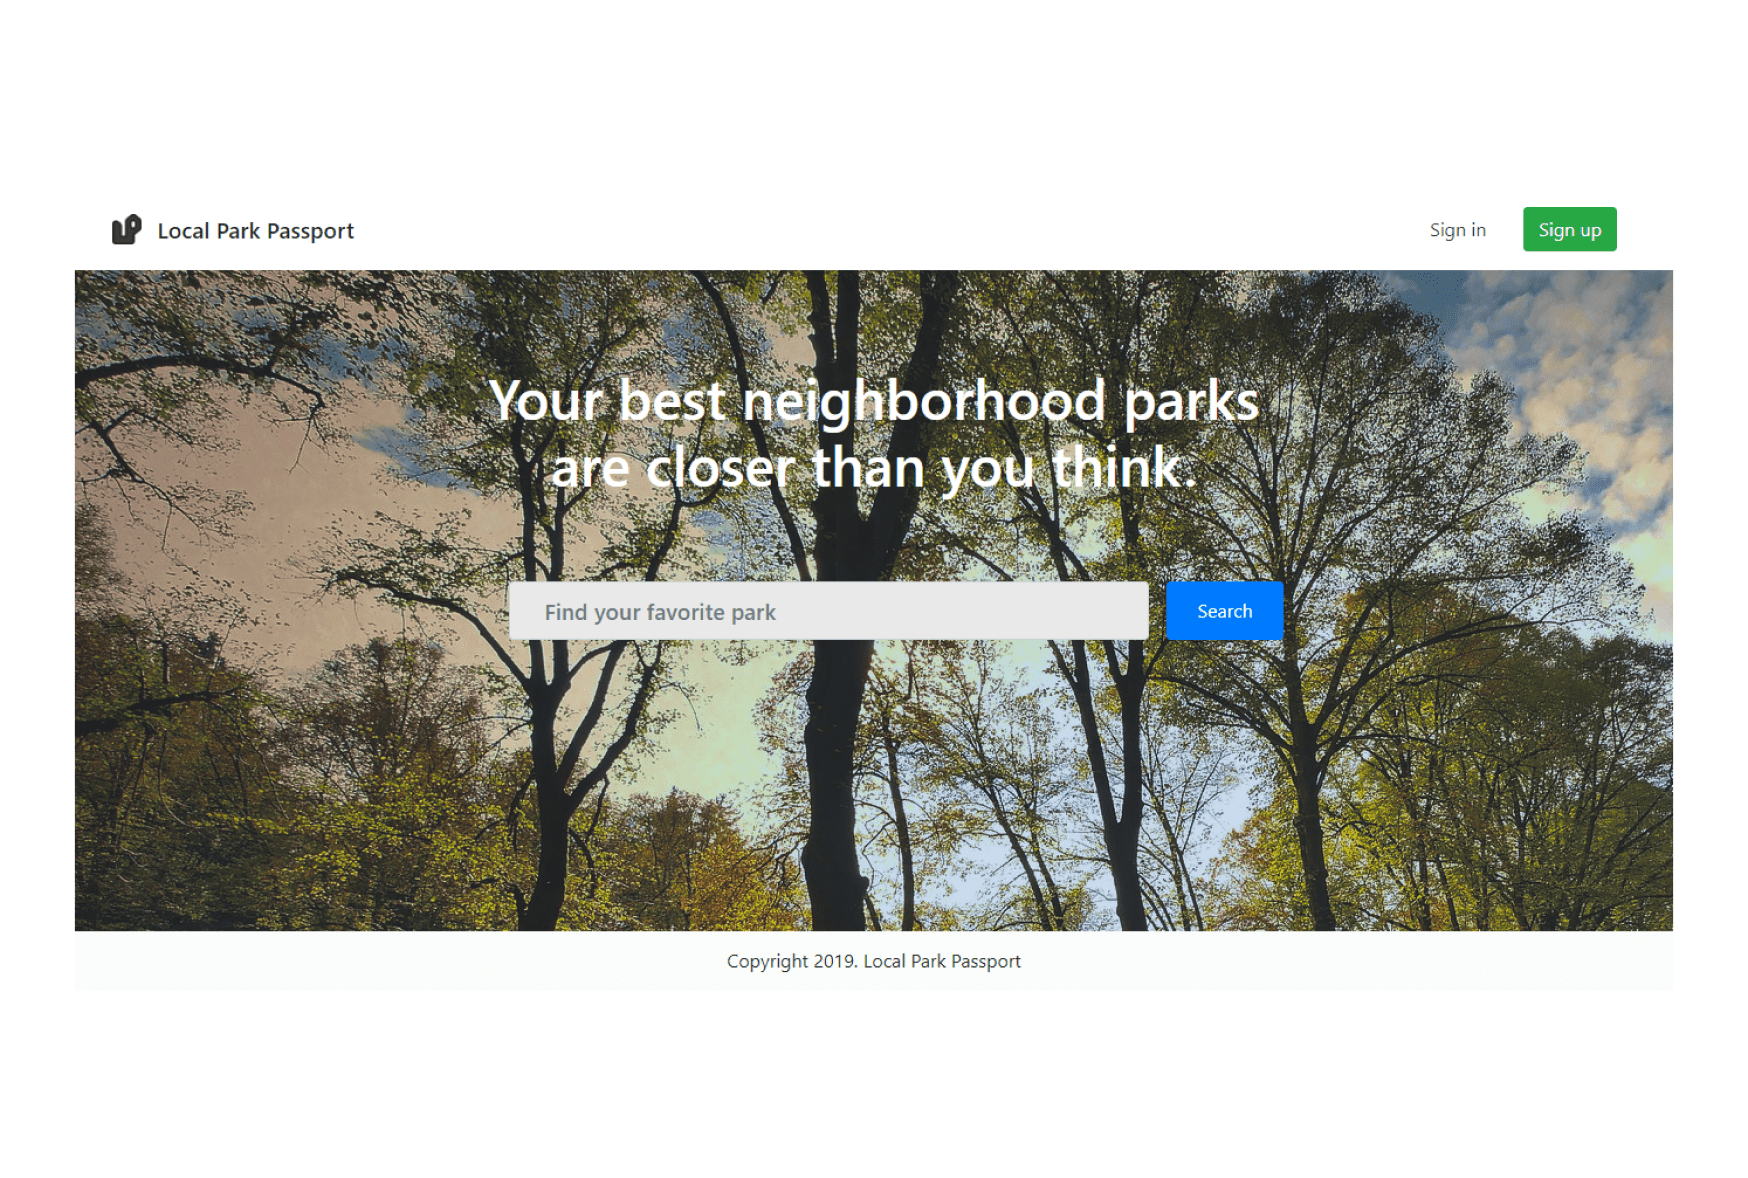 Local Park Passport
Sign in
Sign up
Your best neighborhood parks
are closer than you think.
Find your favorite park
Search
Copyright 2019. Local Park Passport